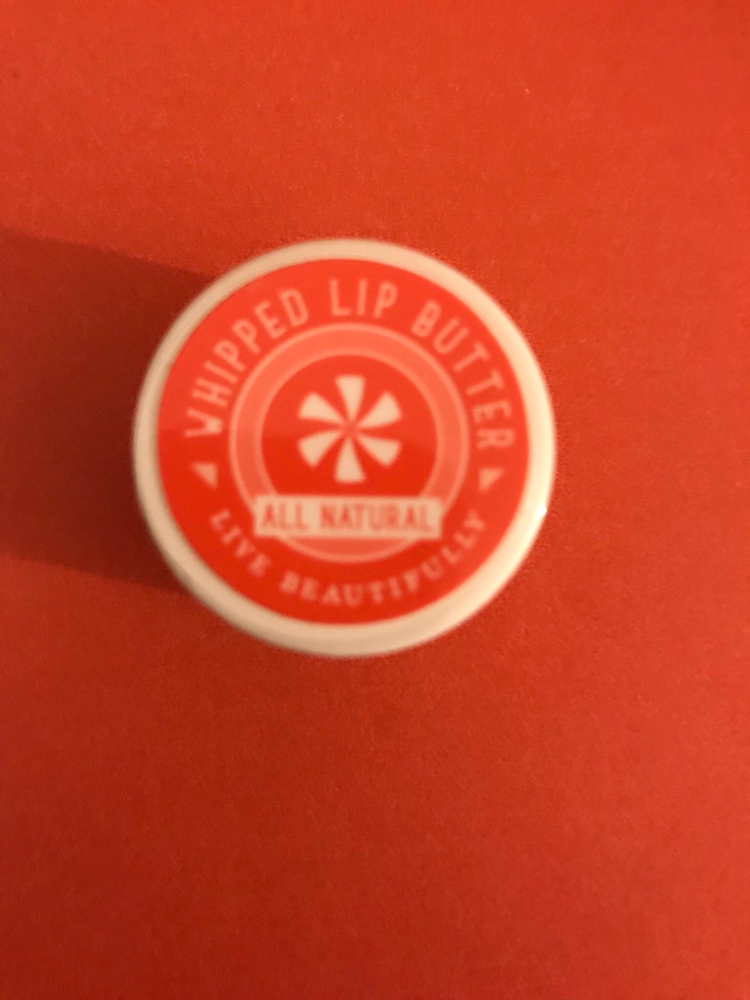 WHIPPED LIP BUTTER
ALL NATURAL
LIVE BEAUTIFULLY